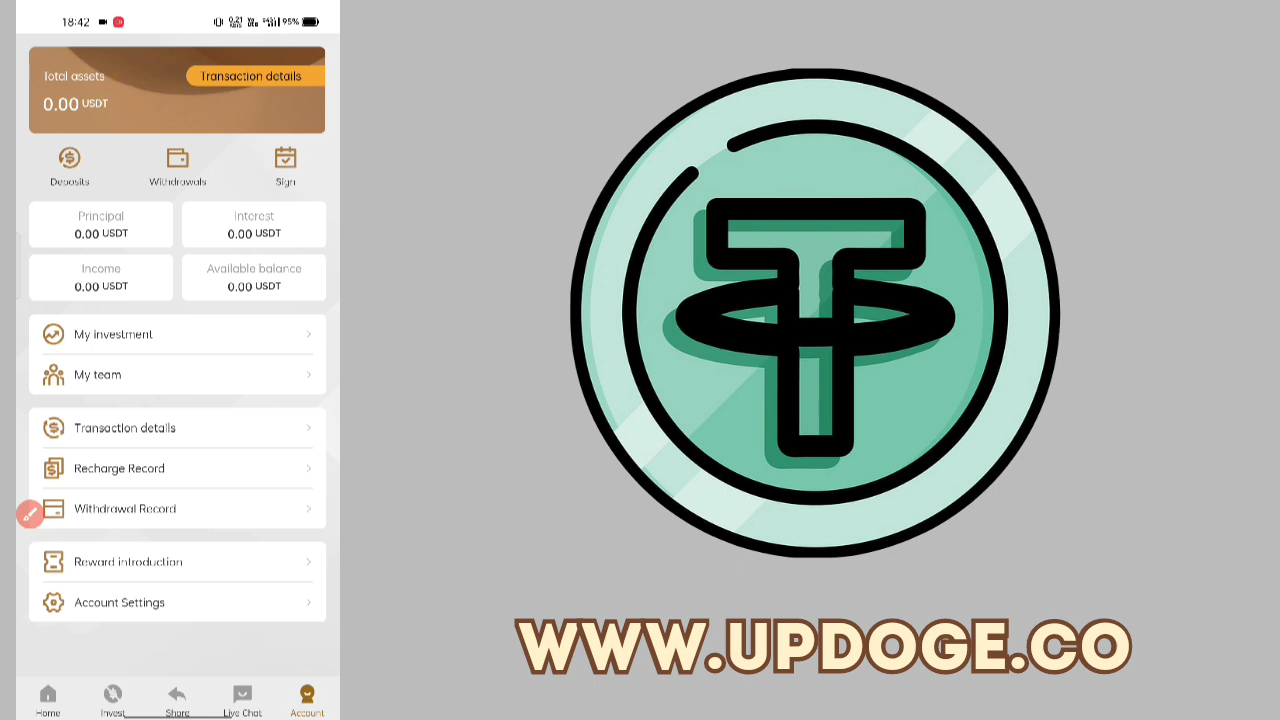 18:42
95%
Total assets
Transaction details
0.00 USDT
Deposits
Withdrawals
Sign
Principal
0.00 USDT
Interest
0.00 USDT
Income
0.00 USDT
Available balance
0.00 USDT
My investment
My team
Transaction details
Recharge Record
Withdrawal Record
Reward introduction
Account Settings
Home
Invest
Share
Live Chat
Account
WWW.UPDOGE.CO